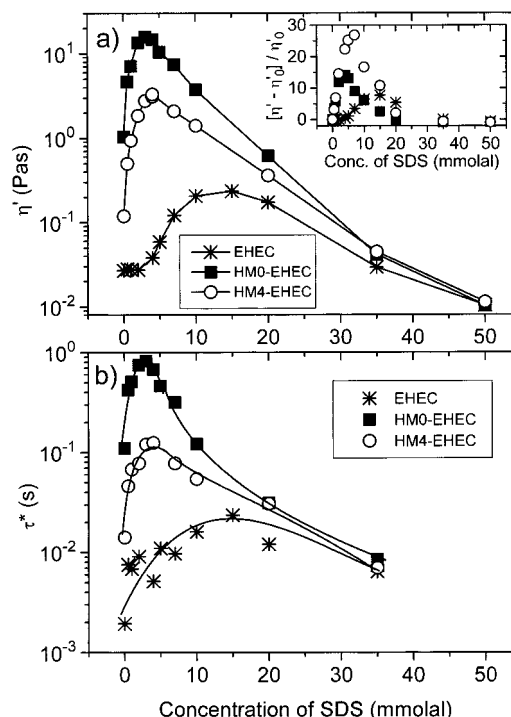 a)
η' (Pas)
10¹
10⁰
10⁻¹
10⁻²
[η' - η'₀] / η'₀
30
20
10
0
0 10 20 30 40 50
Conc. of SDS (mmolal)
EHEC
HM0-EHEC
HM4-EHEC
0 10 20 30 40 50
b)
τ* (s)
10⁰
10⁻¹
10⁻²
10⁻³
EHEC
HM0-EHEC
HM4-EHEC
0 10 20 30 40 50
Concentration of SDS (mmolal)